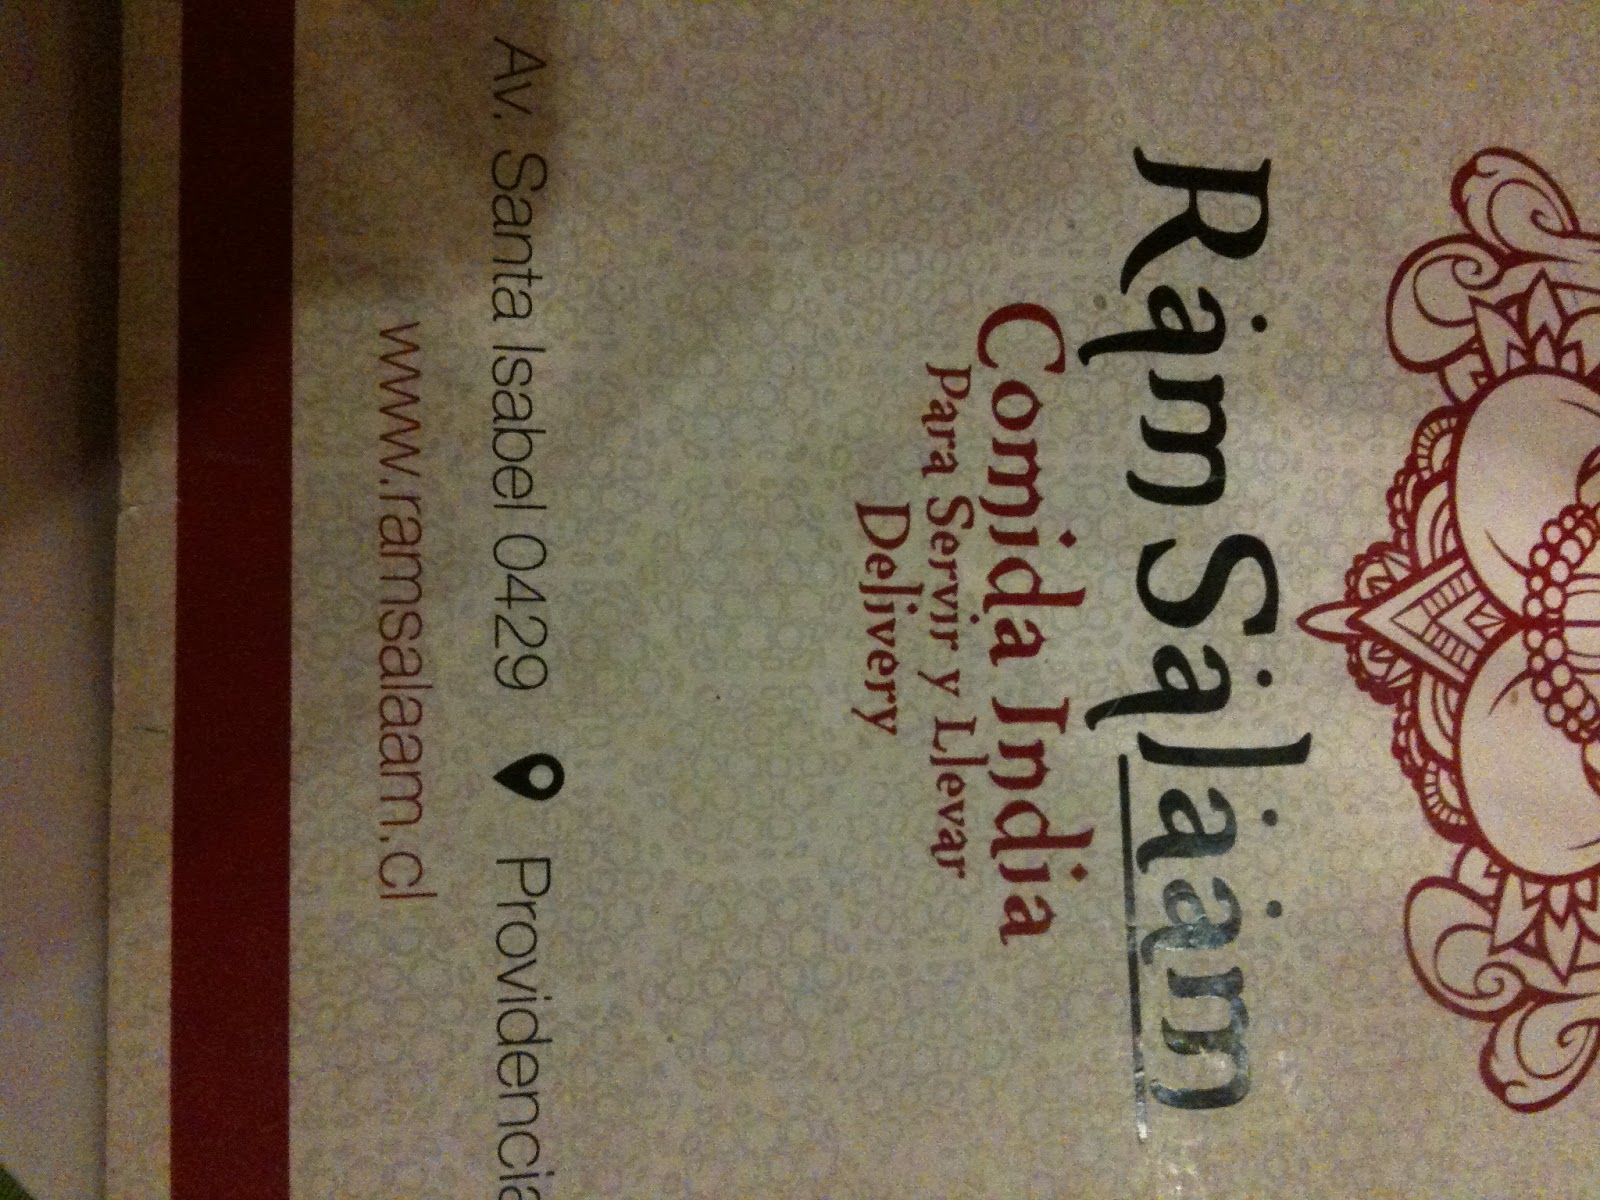 RamSalaam
Comida India
Para Servir y Llevar
Delivery
Av. Santa Isabel 0429 Providencia
www.ramsalaam.cl